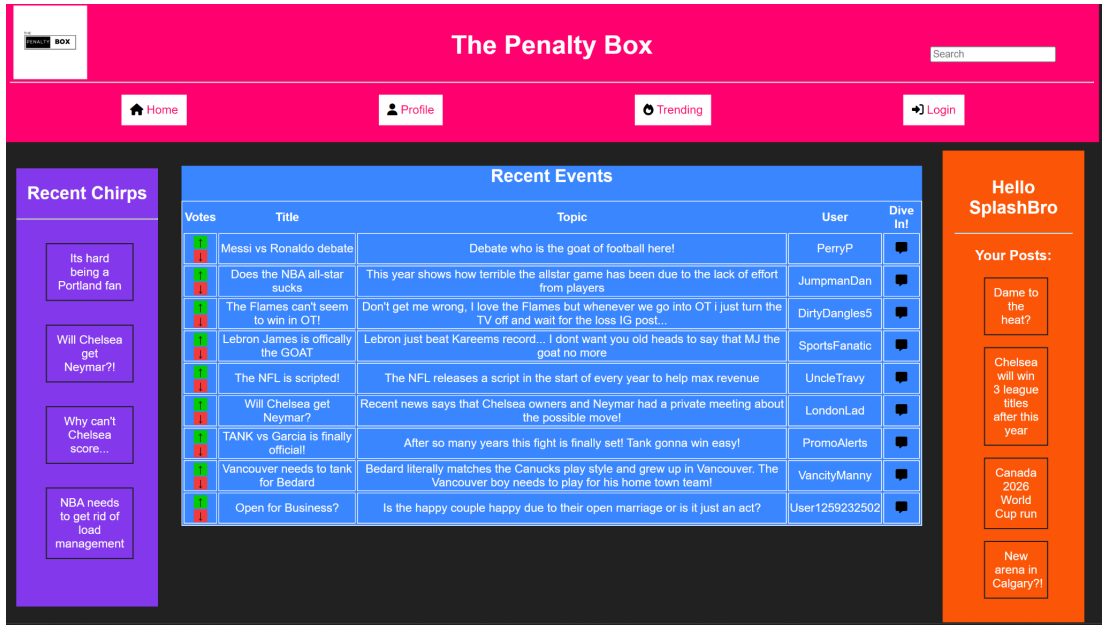 THE
PENALTY BOX
The Penalty Box
Search
Home
Profile
Trending
Login
Recent Chirps
Its hard
being a
Portland fan
Will Chelsea
get
Neymar?!
Why can't
Chelsea
score...
NBA needs
to get rid of
load
management
Recent Events
Votes Title Topic User Dive
In!
↑
↓
Messi vs Ronaldo debate
Debate who is the goat of football here!
PerryP
↑
↓
Does the NBA all-star
sucks
This year shows how terrible the allstar game has been due to the lack of effort
from players
JumpmanDan
↑
↓
The Flames can't seem
to win in OT!
Don't get me wrong, I love the Flames but whenever we go into OT i just turn the
TV off and wait for the loss IG post...
DirtyDangles5
↑
↓
Lebron James is offically
the GOAT
Lebron just beat Kareems record... I dont want you old heads to say that MJ the
goat no more
SportsFanatic
↑
↓
The NFL is scripted!
The NFL releases a script in the start of every year to help max revenue
UncleTravy
↑
↓
Will Chelsea get
Neymar?
Recent news says that Chelsea owners and Neymar had a private meeting about
the possible move!
LondonLad
↑
↓
TANK vs Garcia is finally
official!
After so many years this fight is finally set! Tank gonna win easy!
PromoAlerts
↑
↓
Vancouver needs to tank
for Bedard
Bedard literally matches the Canucks play style and grew up in Vancouver. The
Vancouver boy needs to play for his home town team!
VancityManny
↑
↓
Open for Business?
Is the happy couple happy due to their open marriage or is it just an act?
User1259232502
Hello
SplashBro
Your Posts:
Dame to
the
heat?
Chelsea
will win
3 league
titles
after this
year
Canada
2026
World
Cup run
New
arena in
Calgary?!